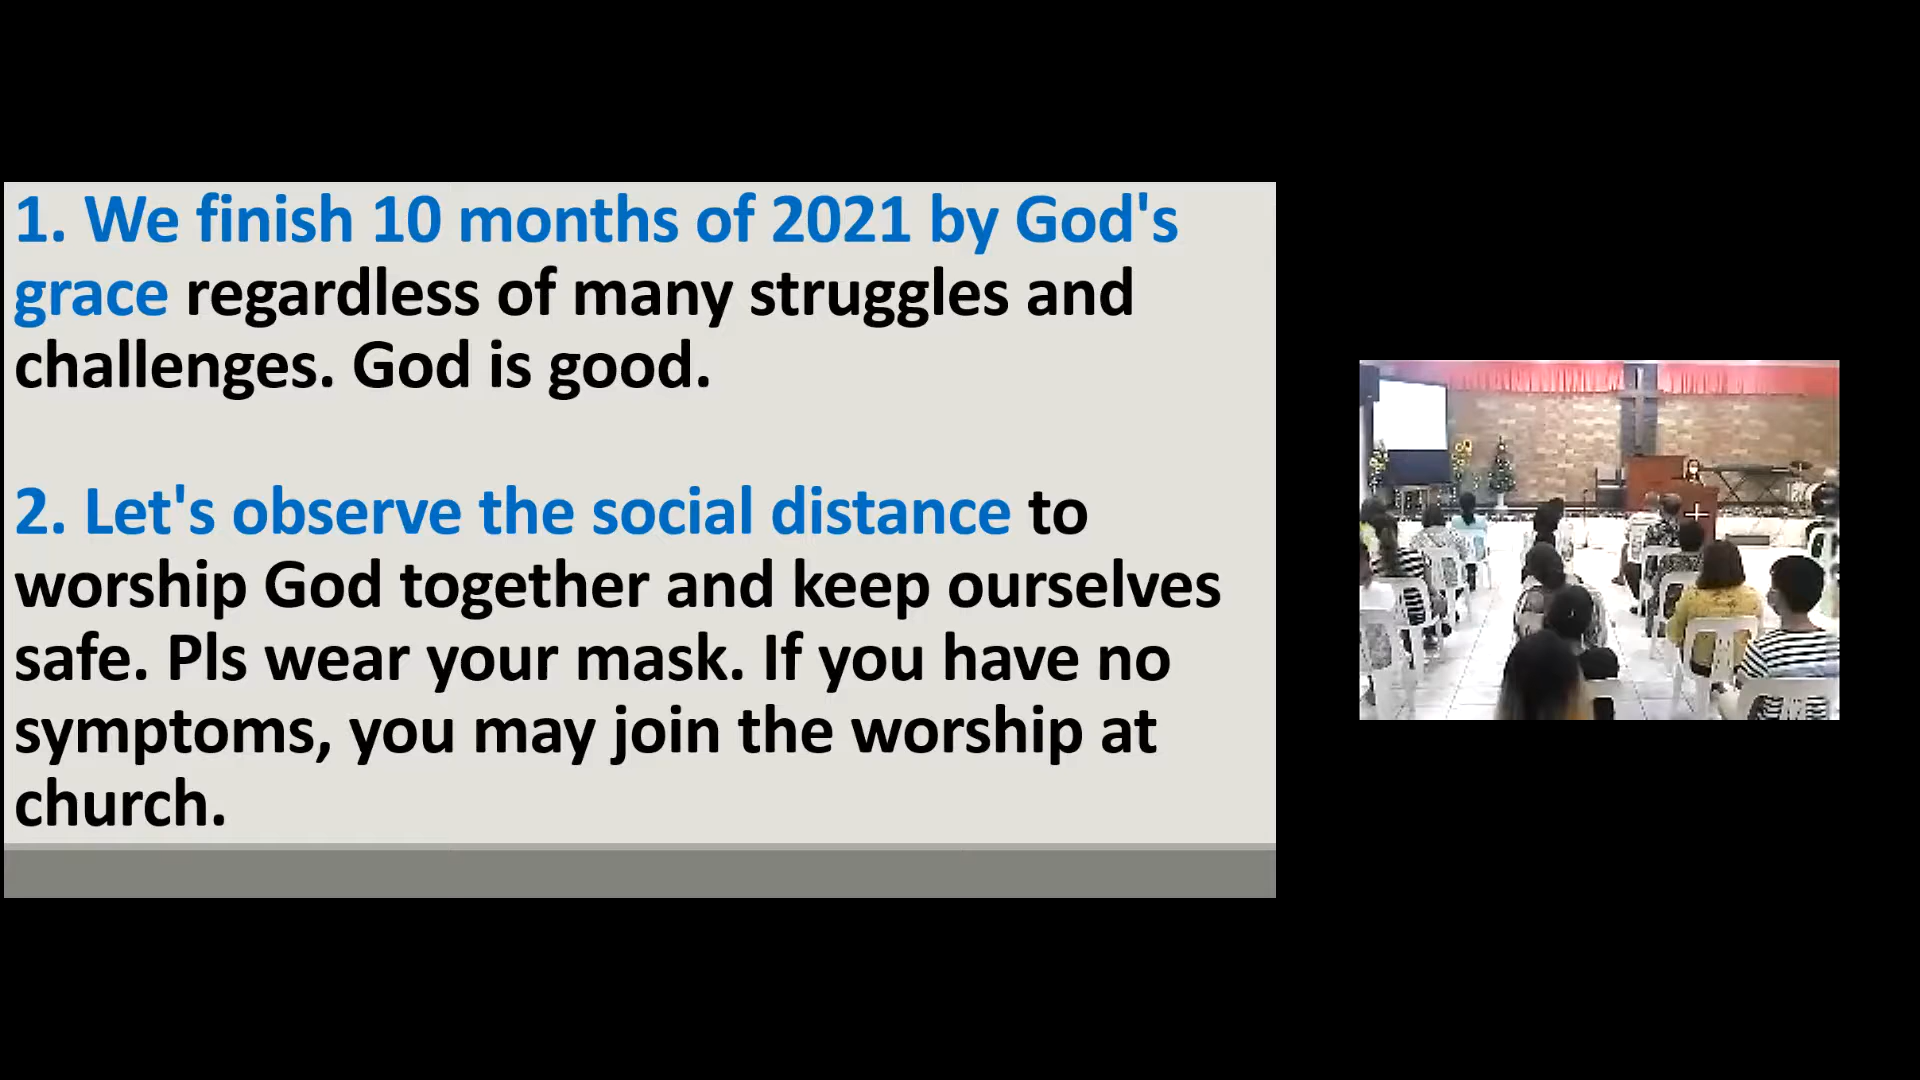 1. We finish 10 months of 2021 by God's
grace regardless of many struggles and
challenges. God is good.
2. Let's observe the social distance to
worship God together and keep ourselves
safe. Pls wear your mask. If you have no
symptoms, you may join the worship at
church.